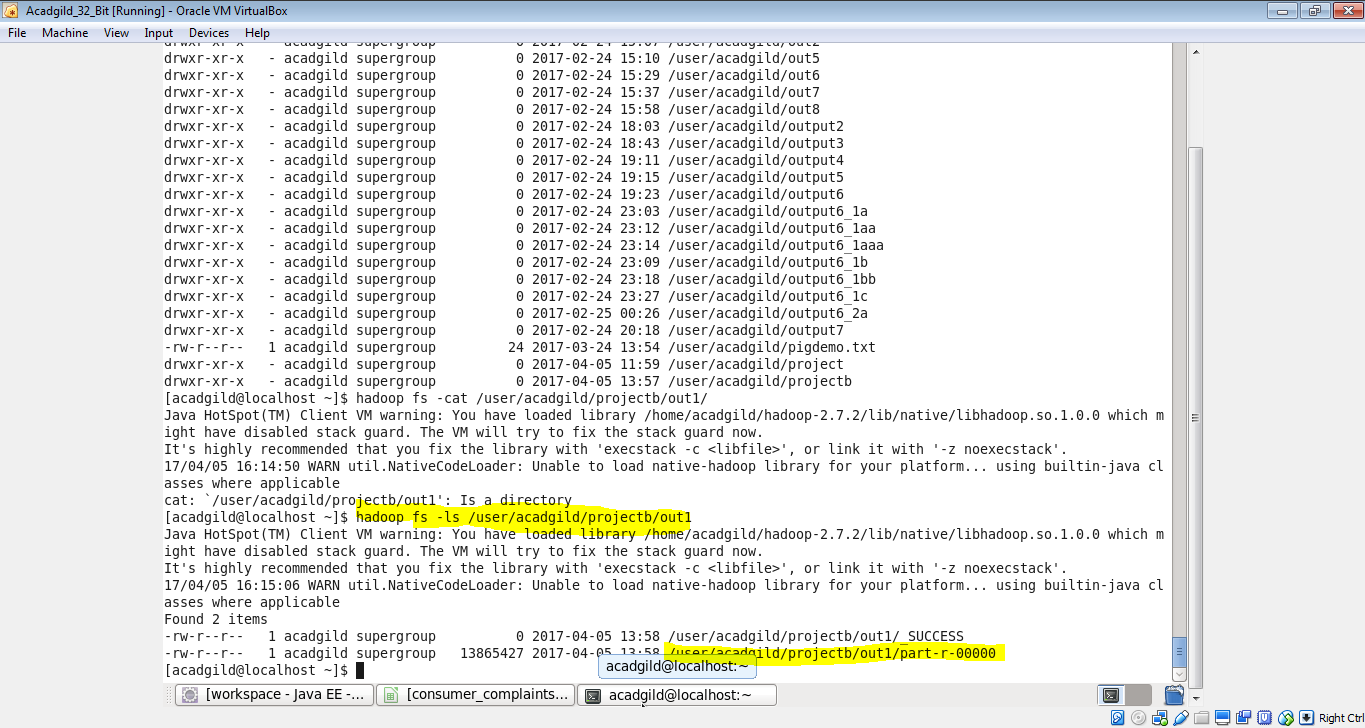 Acadgild_32_Bit [Running] - Oracle VM VirtualBox
File Machine View Input Devices Help
drwxr-xr-x - acadgild supergroup 0 2017-02-24 15:07 /user/acadgild/out2
drwxr-xr-x - acadgild supergroup 0 2017-02-24 15:10 /user/acadgild/out5
drwxr-xr-x - acadgild supergroup 0 2017-02-24 15:29 /user/acadgild/out6
drwxr-xr-x - acadgild supergroup 0 2017-02-24 15:37 /user/acadgild/out7
drwxr-xr-x - acadgild supergroup 0 2017-02-24 15:58 /user/acadgild/out8
drwxr-xr-x - acadgild supergroup 0 2017-02-24 18:03 /user/acadgild/output2
drwxr-xr-x - acadgild supergroup 0 2017-02-24 18:43 /user/acadgild/output3
drwxr-xr-x - acadgild supergroup 0 2017-02-24 19:11 /user/acadgild/output4
drwxr-xr-x - acadgild supergroup 0 2017-02-24 19:15 /user/acadgild/output5
drwxr-xr-x - acadgild supergroup 0 2017-02-24 19:23 /user/acadgild/output6
drwxr-xr-x - acadgild supergroup 0 2017-02-24 23:03 /user/acadgild/output6_1a
drwxr-xr-x - acadgild supergroup 0 2017-02-24 23:12 /user/acadgild/output6_1aa
drwxr-xr-x - acadgild supergroup 0 2017-02-24 23:14 /user/acadgild/output6_1aaa
drwxr-xr-x - acadgild supergroup 0 2017-02-24 23:09 /user/acadgild/output6_1b
drwxr-xr-x - acadgild supergroup 0 2017-02-24 23:18 /user/acadgild/output6_1bb
drwxr-xr-x - acadgild supergroup 0 2017-02-24 23:27 /user/acadgild/output6_1c
drwxr-xr-x - acadgild supergroup 0 2017-02-25 00:26 /user/acadgild/output6_2a
drwxr-xr-x - acadgild supergroup 0 2017-02-24 20:18 /user/acadgild/output7
-rw-r--r-- 1 acadgild supergroup 24 2017-03-24 13:54 /user/acadgild/pigdemo.txt
drwxr-xr-x - acadgild supergroup 0 2017-04-05 11:59 /user/acadgild/project
drwxr-xr-x - acadgild supergroup 0 2017-04-05 13:57 /user/acadgild/projectb
[acadgild@localhost ~]$ hadoop fs -cat /user/acadgild/projectb/out1/
Java HotSpot(TM) Client VM warning: You have loaded library /home/acadgild/hadoop-2.7.2/lib/native/libhadoop.so.1.0.0 which m
ight have disabled stack guard. The VM will try to fix the stack guard now.
It's highly recommended that you fix the library with 'execstack -c <libfile>', or link it with '-z noexecstack'.
17/04/05 16:14:50 WARN util.NativeCodeLoader: Unable to load native-hadoop library for your platform... using builtin-java cl
asses where applicable
cat: `/user/acadgild/projectb/out1': Is a directory
[acadgild@localhost ~]$ hadoop fs -ls /user/acadgild/projectb/out1
Java HotSpot(TM) Client VM warning: You have loaded library /home/acadgild/hadoop-2.7.2/lib/native/libhadoop.so.1.0.0 which m
ight have disabled stack guard. The VM will try to fix the stack guard now.
It's highly recommended that you fix the library with 'execstack -c <libfile>', or link it with '-z noexecstack'.
17/04/05 16:15:06 WARN util.NativeCodeLoader: Unable to load native-hadoop library for your platform... using builtin-java cl
asses where applicable
Found 2 items
-rw-r--r-- 1 acadgild supergroup 0 2017-04-05 13:58 /user/acadgild/projectb/out1/_SUCCESS
-rw-r--r-- 1 acadgild supergroup 13865427 2017-04-05 13:58 /user/acadgild/projectb/out1/part-r-00000
[acadgild@localhost ~]$
acadgild@localhost:~
[workspace - Java EE -... [consumer_complaints... acadgild@localhost:~
Right Ctrl